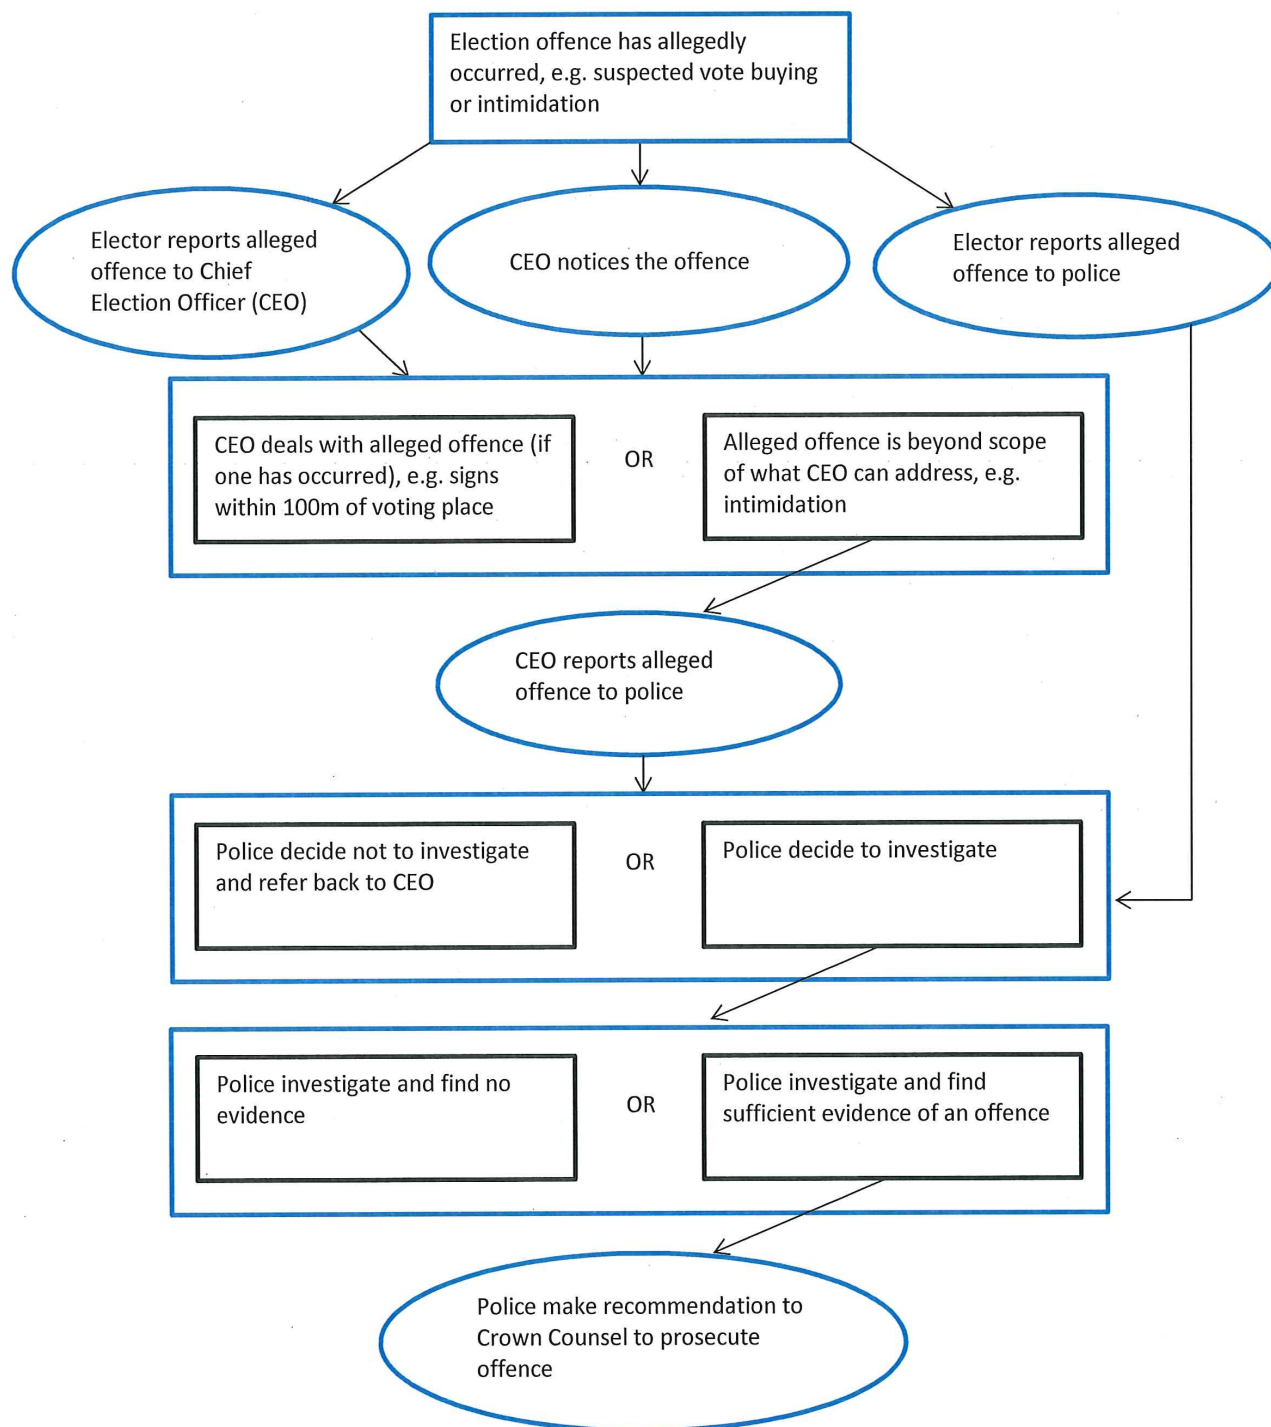 Election offence has allegedly
occurred, e.g. suspected vote buying
or intimidation
Elector reports alleged
offence to Chief
Election Officer (CEO)
CEO notices the offence
Elector reports alleged
offence to police
CEO deals with alleged offence (if
one has occurred), e.g. signs
within 100m of voting place
OR
Alleged offence is beyond scope
of what CEO can address, e.g.
intimidation
CEO reports alleged
offence to police
Police decide not to investigate
and refer back to CEO
OR
Police decide to investigate
Police investigate and find no
evidence
OR
Police investigate and find
sufficient evidence of an offence
Police make recommendation to
Crown Counsel to prosecute
offence